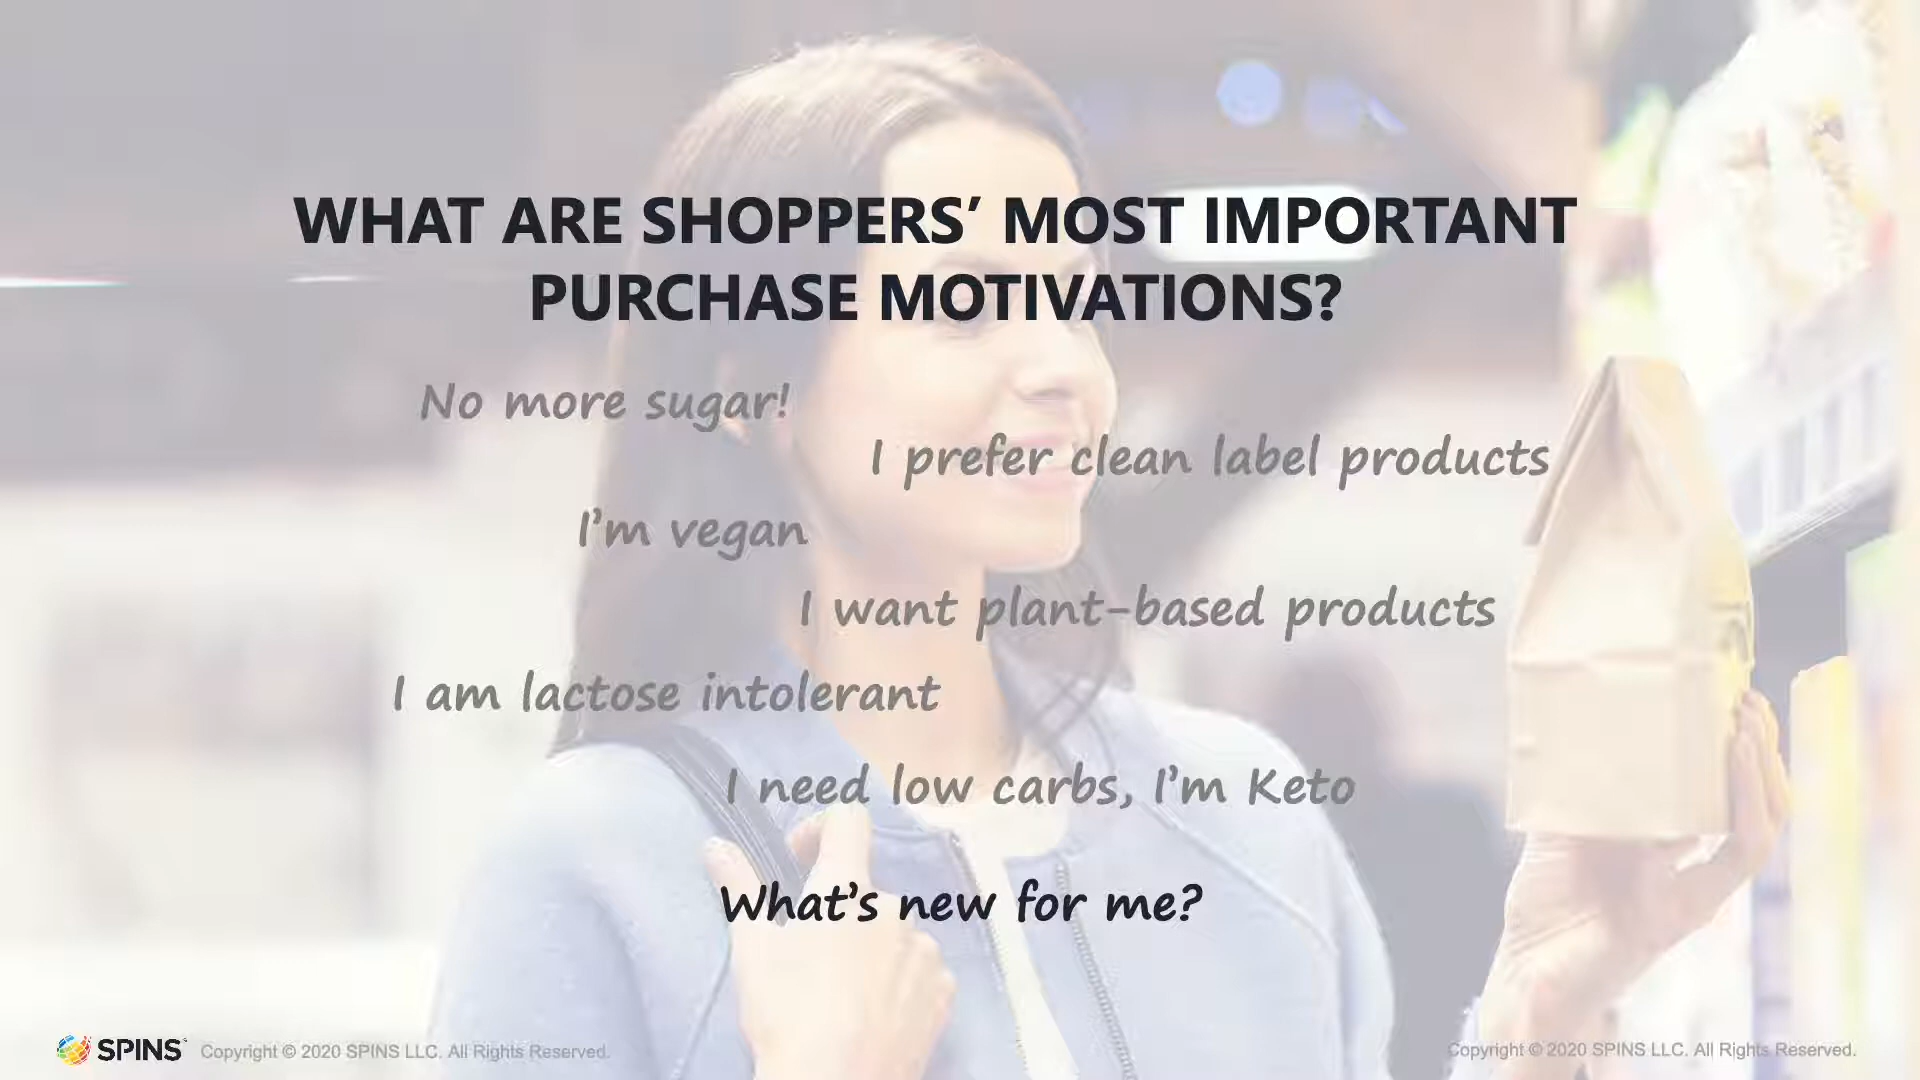 WHAT ARE SHOPPERS’ MOST IMPORTANT
PURCHASE MOTIVATIONS?
No more sugar!
I prefer clean label products
I’m vegan
I want plant-based products
I am lactose intolerant
I need low carbs, I’m Keto
What’s new for me?
SPINS Copyright © 2020 SPINS LLC. All Rights Reserved.
Copyright © 2020 SPINS LLC. All Rights Reserved.